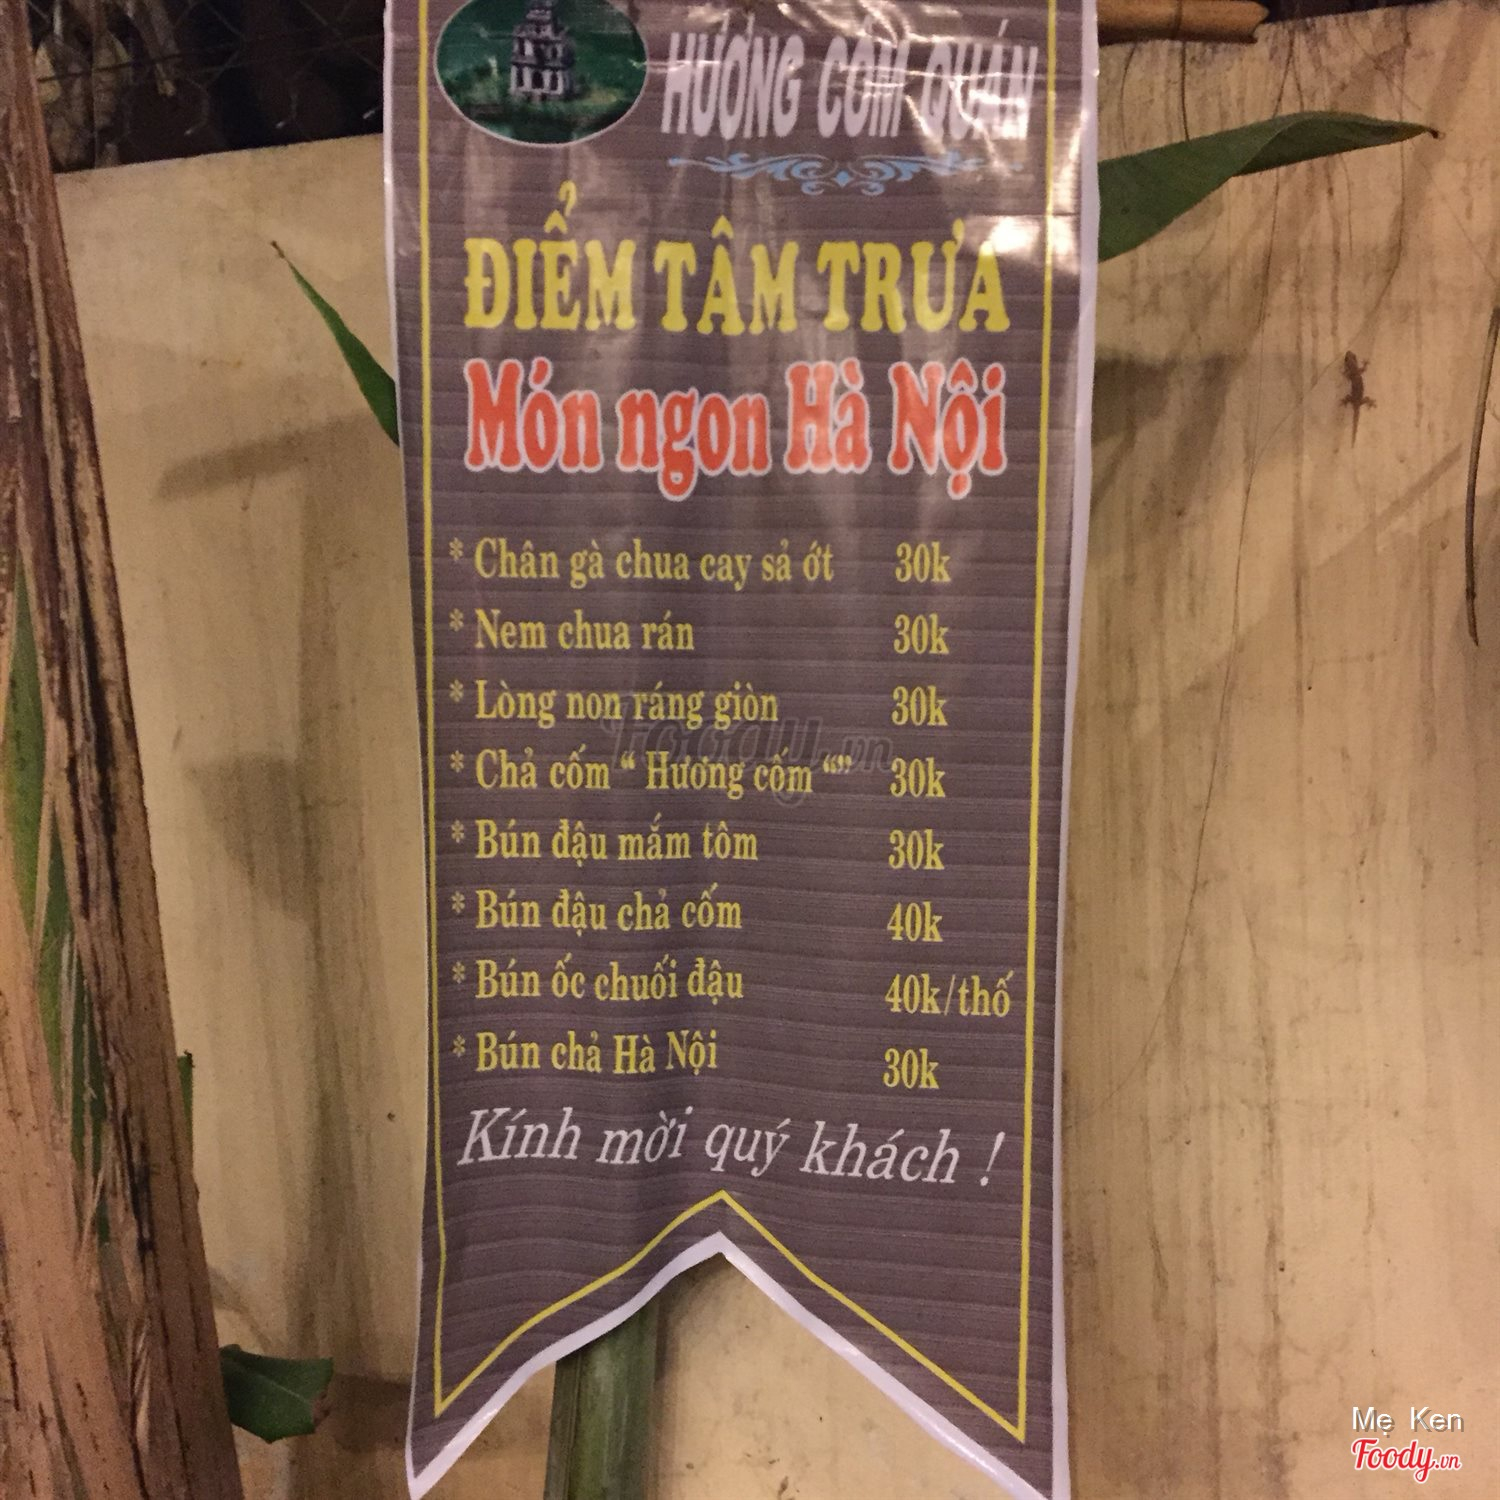 HƯƠNG CỐM QUÁN
ĐIỂM TÂM TRƯA
Món ngon Hà Nội
* Chân gà chua cay sả ớt 30k
* Nem chua rán 30k
* Lòng non ráng giòn 30k
* Chả cốm “ Hương cốm “” 30k
* Bún đậu mắm tôm 30k
* Bún đậu chả cốm 40k
* Bún ốc chuối đậu 40k/thố
* Bún chả Hà Nội 30k
Kính mời quý khách !
Foody.vn
Mẹ Ken
Foody.vn